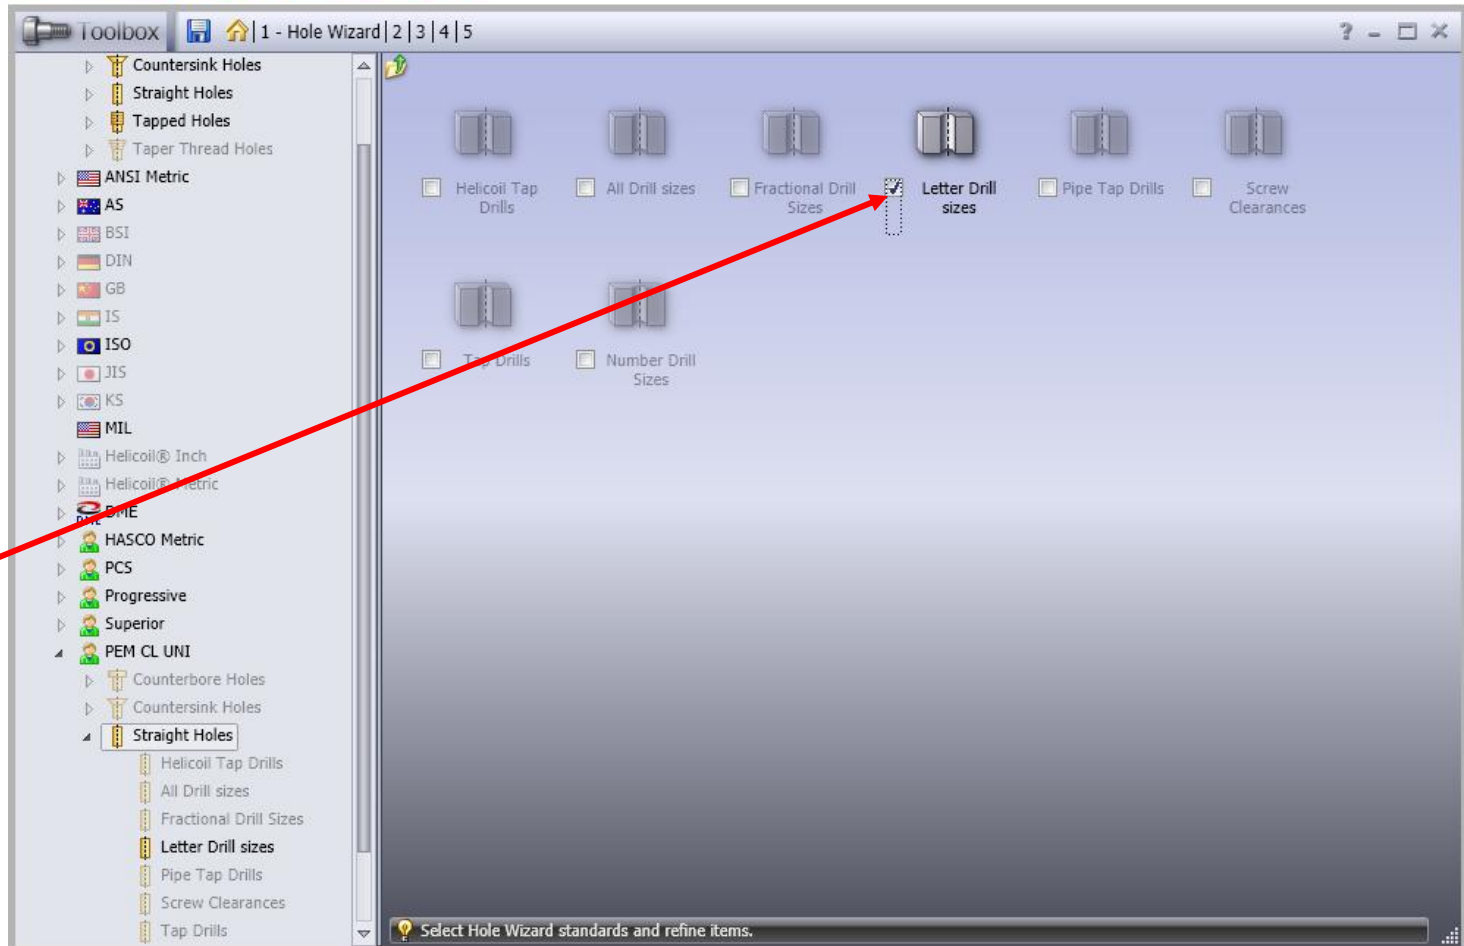 Toolbox
1 - Hole Wizard | 2 | 3 | 4 | 5
?
Countersink Holes
Straight Holes
Tapped Holes
Taper Thread Holes
ANSI Metric
AS
BSI
DIN
GB
IS
ISO
JIS
KS
MIL
Helicoil® Inch
Helicoil® Metric
DME
HASCO Metric
PCS
Progressive
Superior
PEM CL UNI
Counterbore Holes
Countersink Holes
Straight Holes
Helicoil Tap Drills
All Drill sizes
Fractional Drill Sizes
Letter Drill sizes
Pipe Tap Drills
Screw Clearances
Tap Drills
Helicoil Tap
Drills
All Drill sizes
Fractional Drill
Sizes
Letter Drill
sizes
Pipe Tap Drills
Screw
Clearances
Tap Drills
Number Drill
Sizes
Select Hole Wizard standards and refine items.